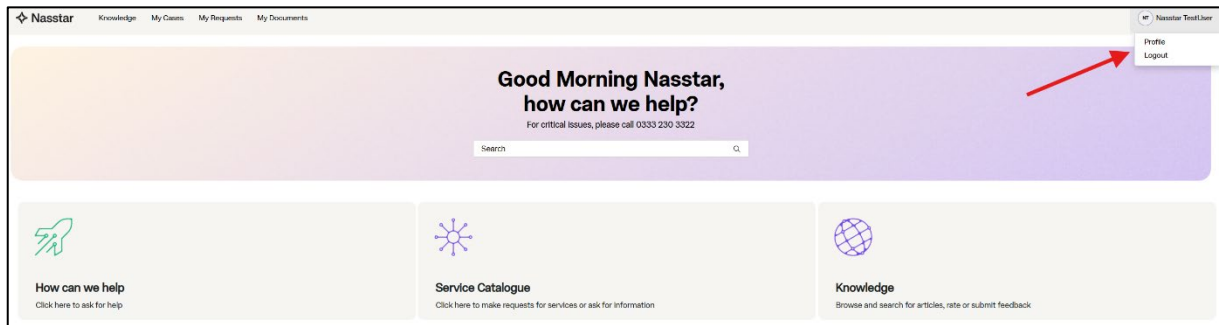 Nasstar Knowledge My Cases My Requests My Documents NT Nasstar TestUser
Profile
Logout
Good Morning Nasstar,
how can we help?
For critical issues, please call 0333 230 3322
Search
How can we help Service Catalogue Knowledge
Click here to ask for help Click here to make requests for services or ask for information Browse and search for articles, rate or submit feedback